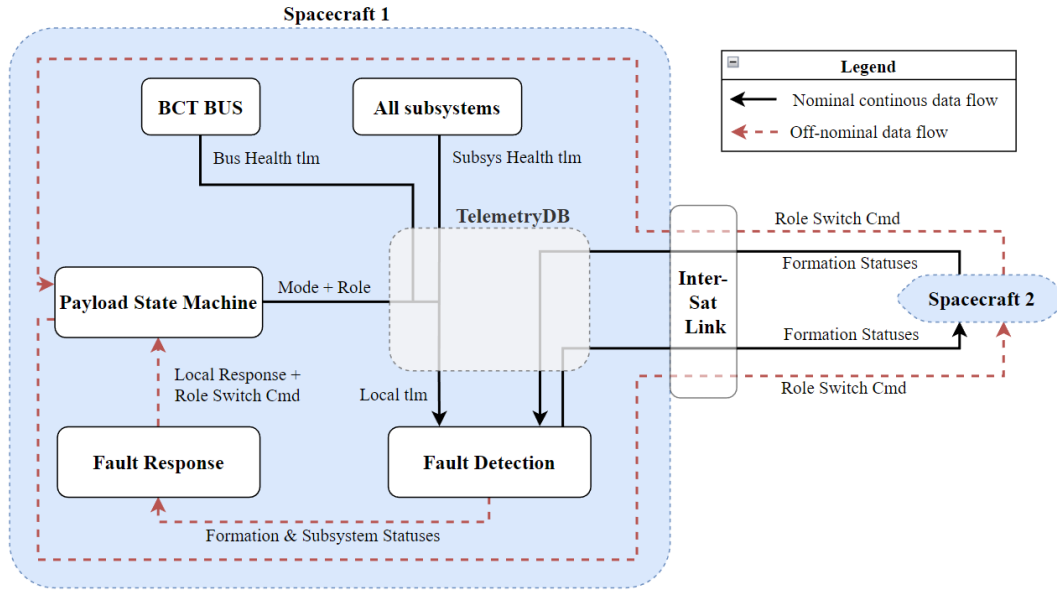 Spacecraft 1
Legend
Nominal continous data flow
Off-nominal data flow
BCT BUS
All subsystems
Bus Health tlm
Subsys Health tlm
TelemetryDB
Role Switch Cmd
Formation Statuses
Payload State Machine
Mode + Role
Inter-
Sat
Link
Spacecraft 2
Formation Statuses
Local Response +
Role Switch Cmd
Local tlm
Role Switch Cmd
Fault Response
Fault Detection
Formation & Subsystem Statuses